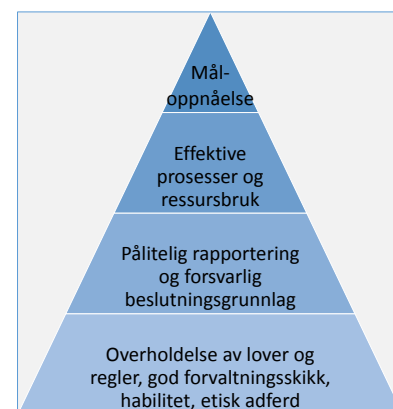 Mål-
oppnåelse
Effektive
prosesser og
ressursbruk
Pålitelig rapportering
og forsvarlig
beslutningsgrunnlag
Overholdelse av lover og
regler, god forvaltningsskikk,
habilitet, etisk adferd